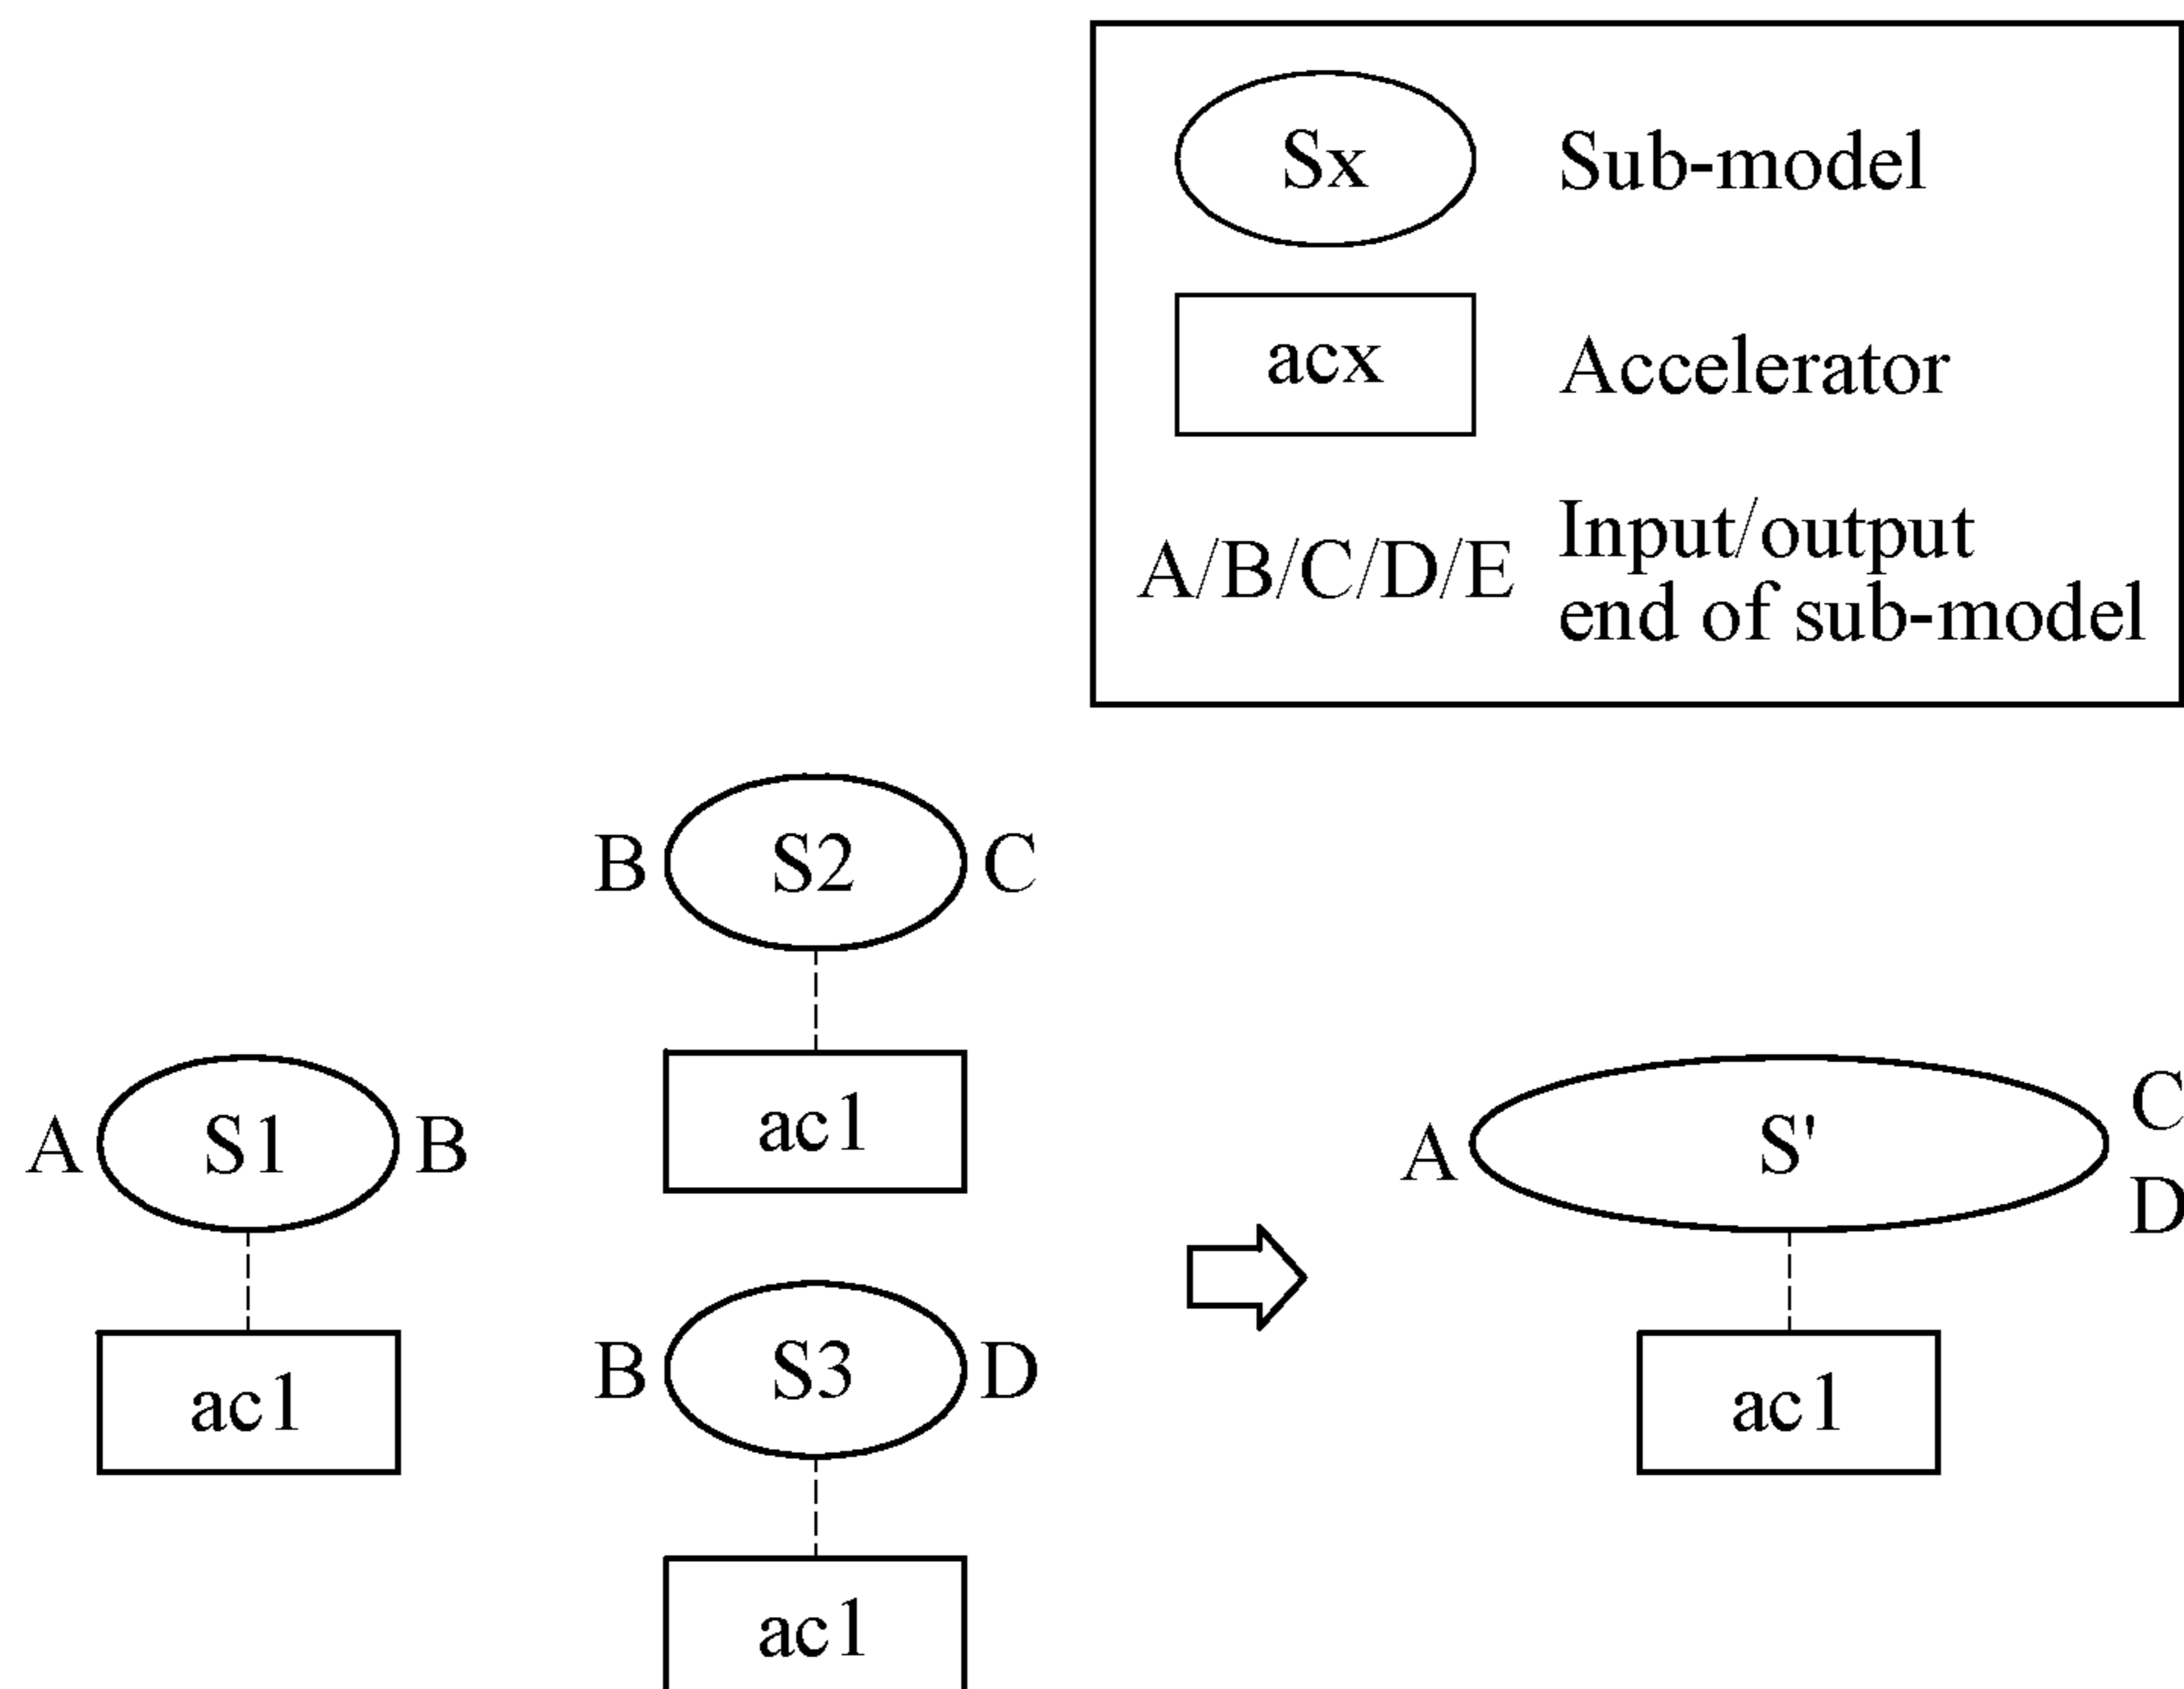 Sx Sub-model
acx Accelerator
A/B/C/D/E Input/output
end of sub-model
B S2 C
ac1
A S1 B
ac1
B S3 D
ac1
A S' C
D
ac1